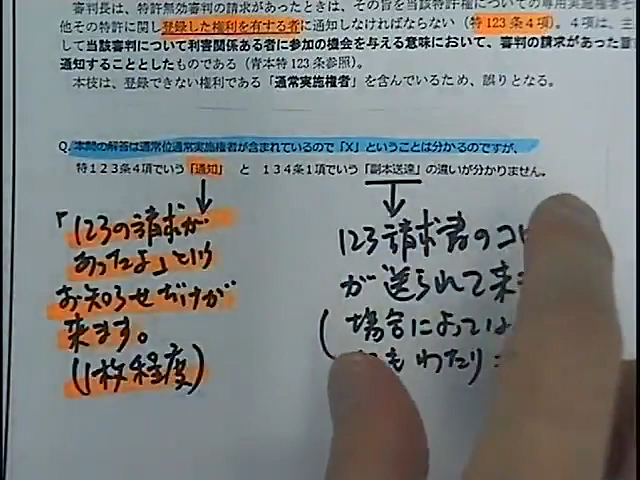 審判長は、特許無効審判の請求があったときは、その旨を当該特許権についての専用実施権者
他その特許に関し登録した権利を有する者に通知しなければならない（特123条4項）。4項は、主
して当該審判について利害関係ある者に参加の機会を与える意味において、審判の請求があった
通知することとしたものである（青本特123条参照）。
本枝は、登録できない権利である「通常実施権者」を含んでいるため、誤りとなる。
Q. 本問の解答は通常位通常実施権者が含まれているので「X」ということは分かるのですが、
特123条4項でいう「通知」 と 134条1項でいう「副本送達」の違いが分かりません。
「123の請求が
あったよ」という
お知らせだけが
来ます。
(1枚程度)
123請求書のコ
が送られて来
(場合によっては
もわたり